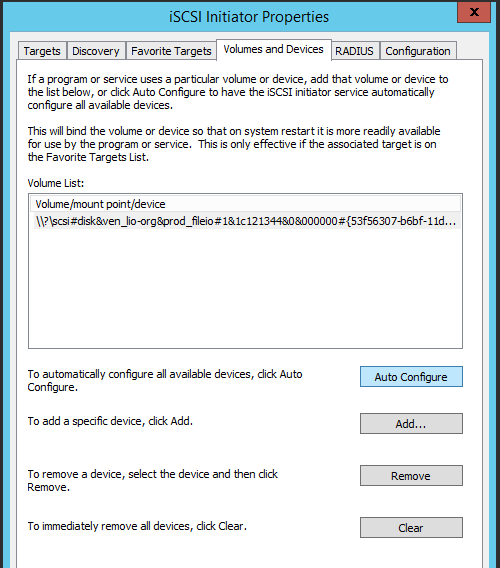 iSCSI Initiator Properties
x
Targets Discovery Favorite Targets Volumes and Devices RADIUS Configuration
If a program or service uses a particular volume or device, add that volume or device to
the list below, or click Auto Configure to have the iSCSI initiator service automatically
configure all available devices.
This will bind the volume or device so that on system restart it is more readily available
for use by the program or service.  This is only effective if the associated target is on
the Favorite Targets List.
Volume List:
Volume/mount point/device
\\?\scsi#disk&ven_lio-org&prod_fileio#1&1c121344&0&000000#{53f56307-b6bf-11d...
To automatically configure all available devices, click Auto
Configure.
Auto Configure
To add a specific device, click Add.
Add...
To remove a device, select the device and then click
Remove.
Remove
To immediately remove all devices, click Clear.
Clear